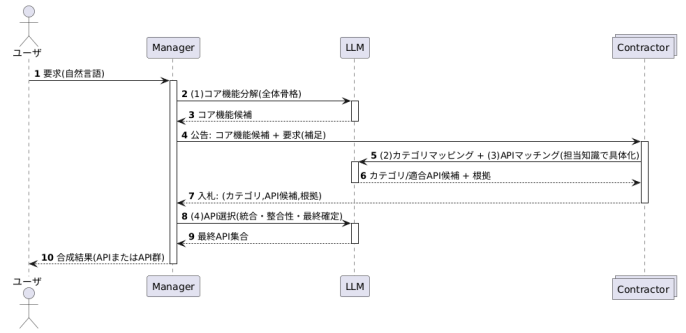 ユーザ
Manager
LLM
Contractor
1 要求(自然言語)
2 (1)コア機能分解(全体骨格)
3 コア機能候補
4 公告: コア機能候補 + 要求(補足)
5 (2)カテゴリマッピング + (3)APIマッチング(担当知識で具体化)
6 カテゴリ/適合API候補 + 根拠
7 入札: (カテゴリ,API候補,根拠)
8 (4)API選択(統合・整合性・最終確定)
9 最終API集合
10 合成結果(APIまたはAPI群)
ユーザ
Manager
LLM
Contractor